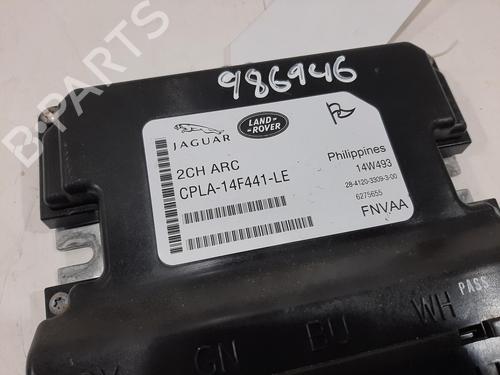 986946
JAGUAR
LAND-
ROVER
2CH ARC
CPLA-14F441-LE
Philippines
14W493
28-4120-3309-3-00
6275655
FNVAA
GN
BU
WH
PASS
B-PARTS